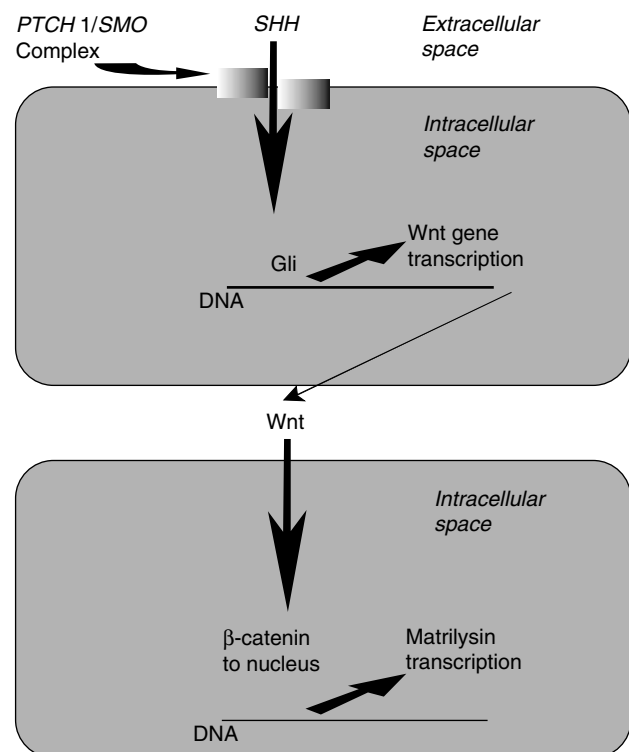 PTCH 1/SMO
Complex
SHH
Extracellular
space
Intracellular
space
Wnt gene
transcription
Gli
DNA
Wnt
Intracellular
space
β-catenin
to nucleus
Matrilysin
transcription
DNA